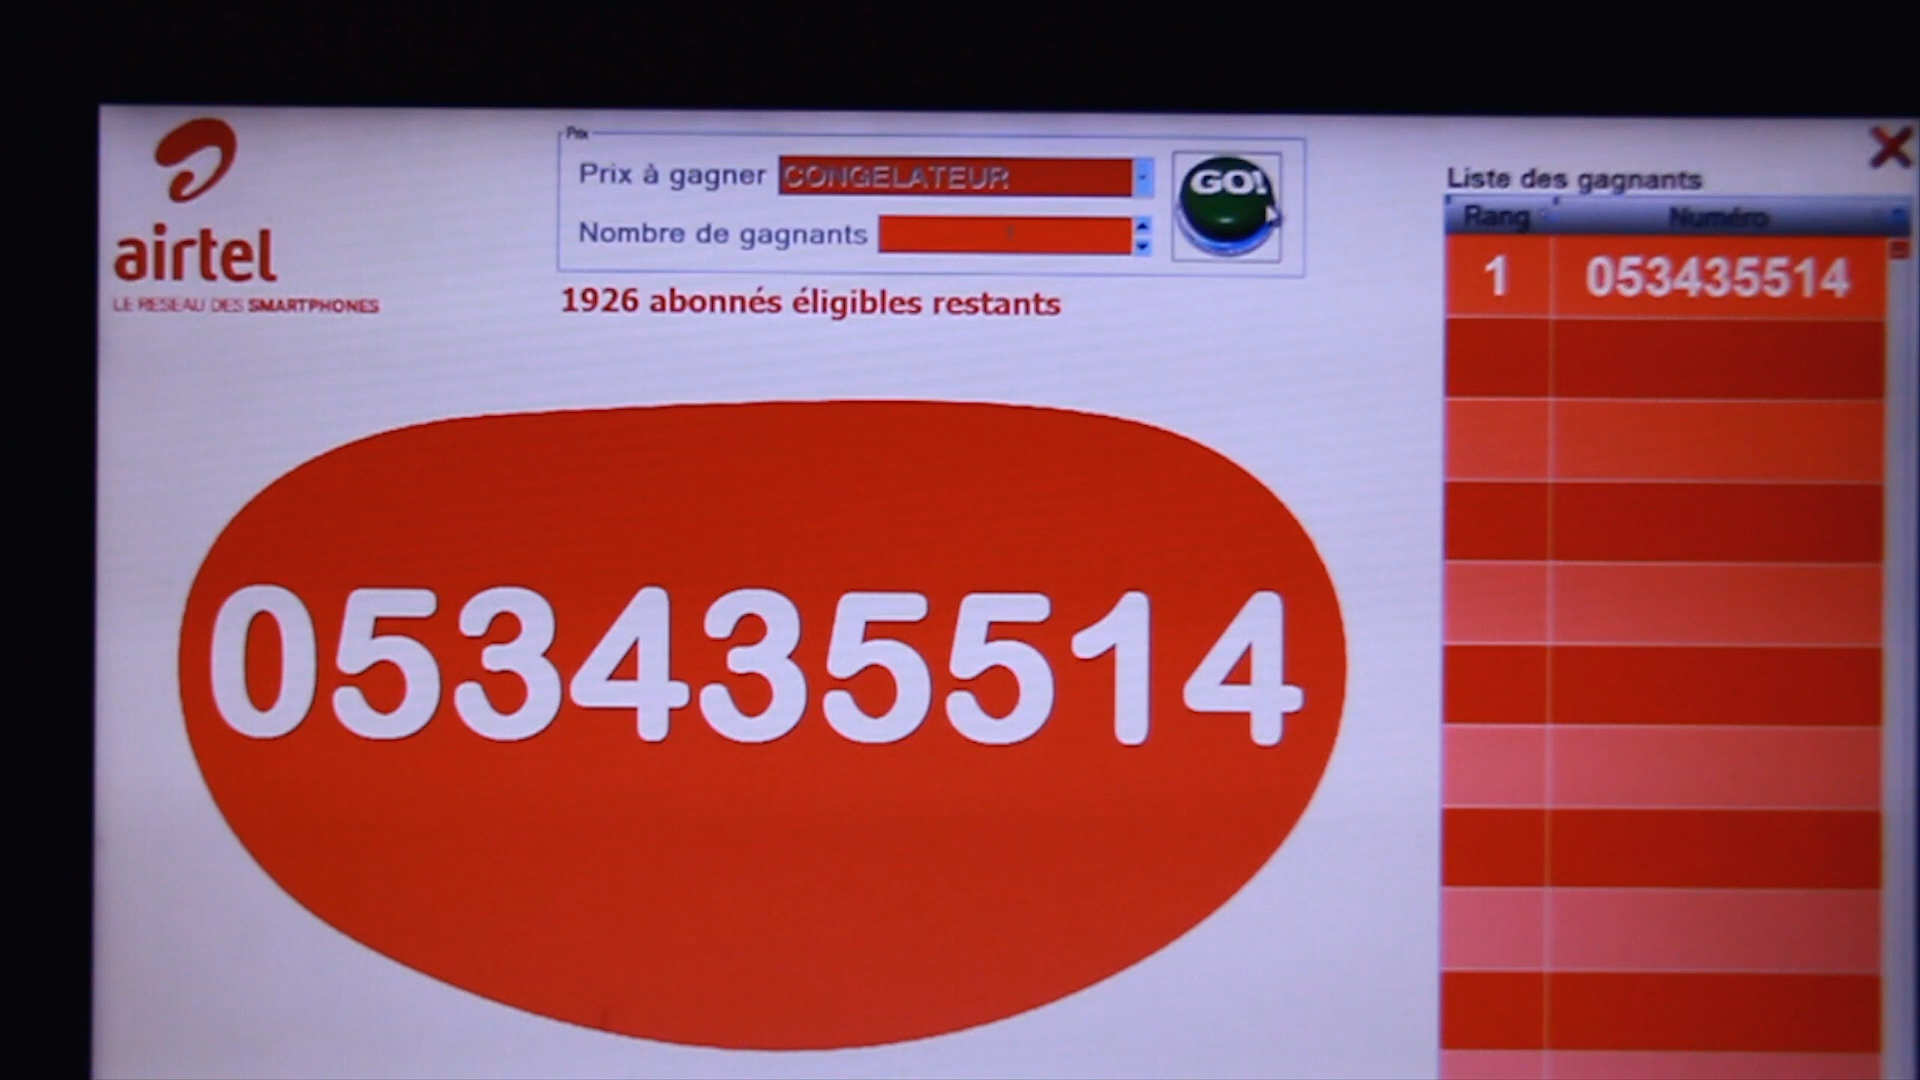 airtel
LE RESEAU DES SMARTPHONES
Prix
Prix à gagner CONGELATEUR
Nombre de gagnants
GO!
1926 abonnés éligibles restants
053435514
Liste des gagnants
Rang Numéro
1 053435514